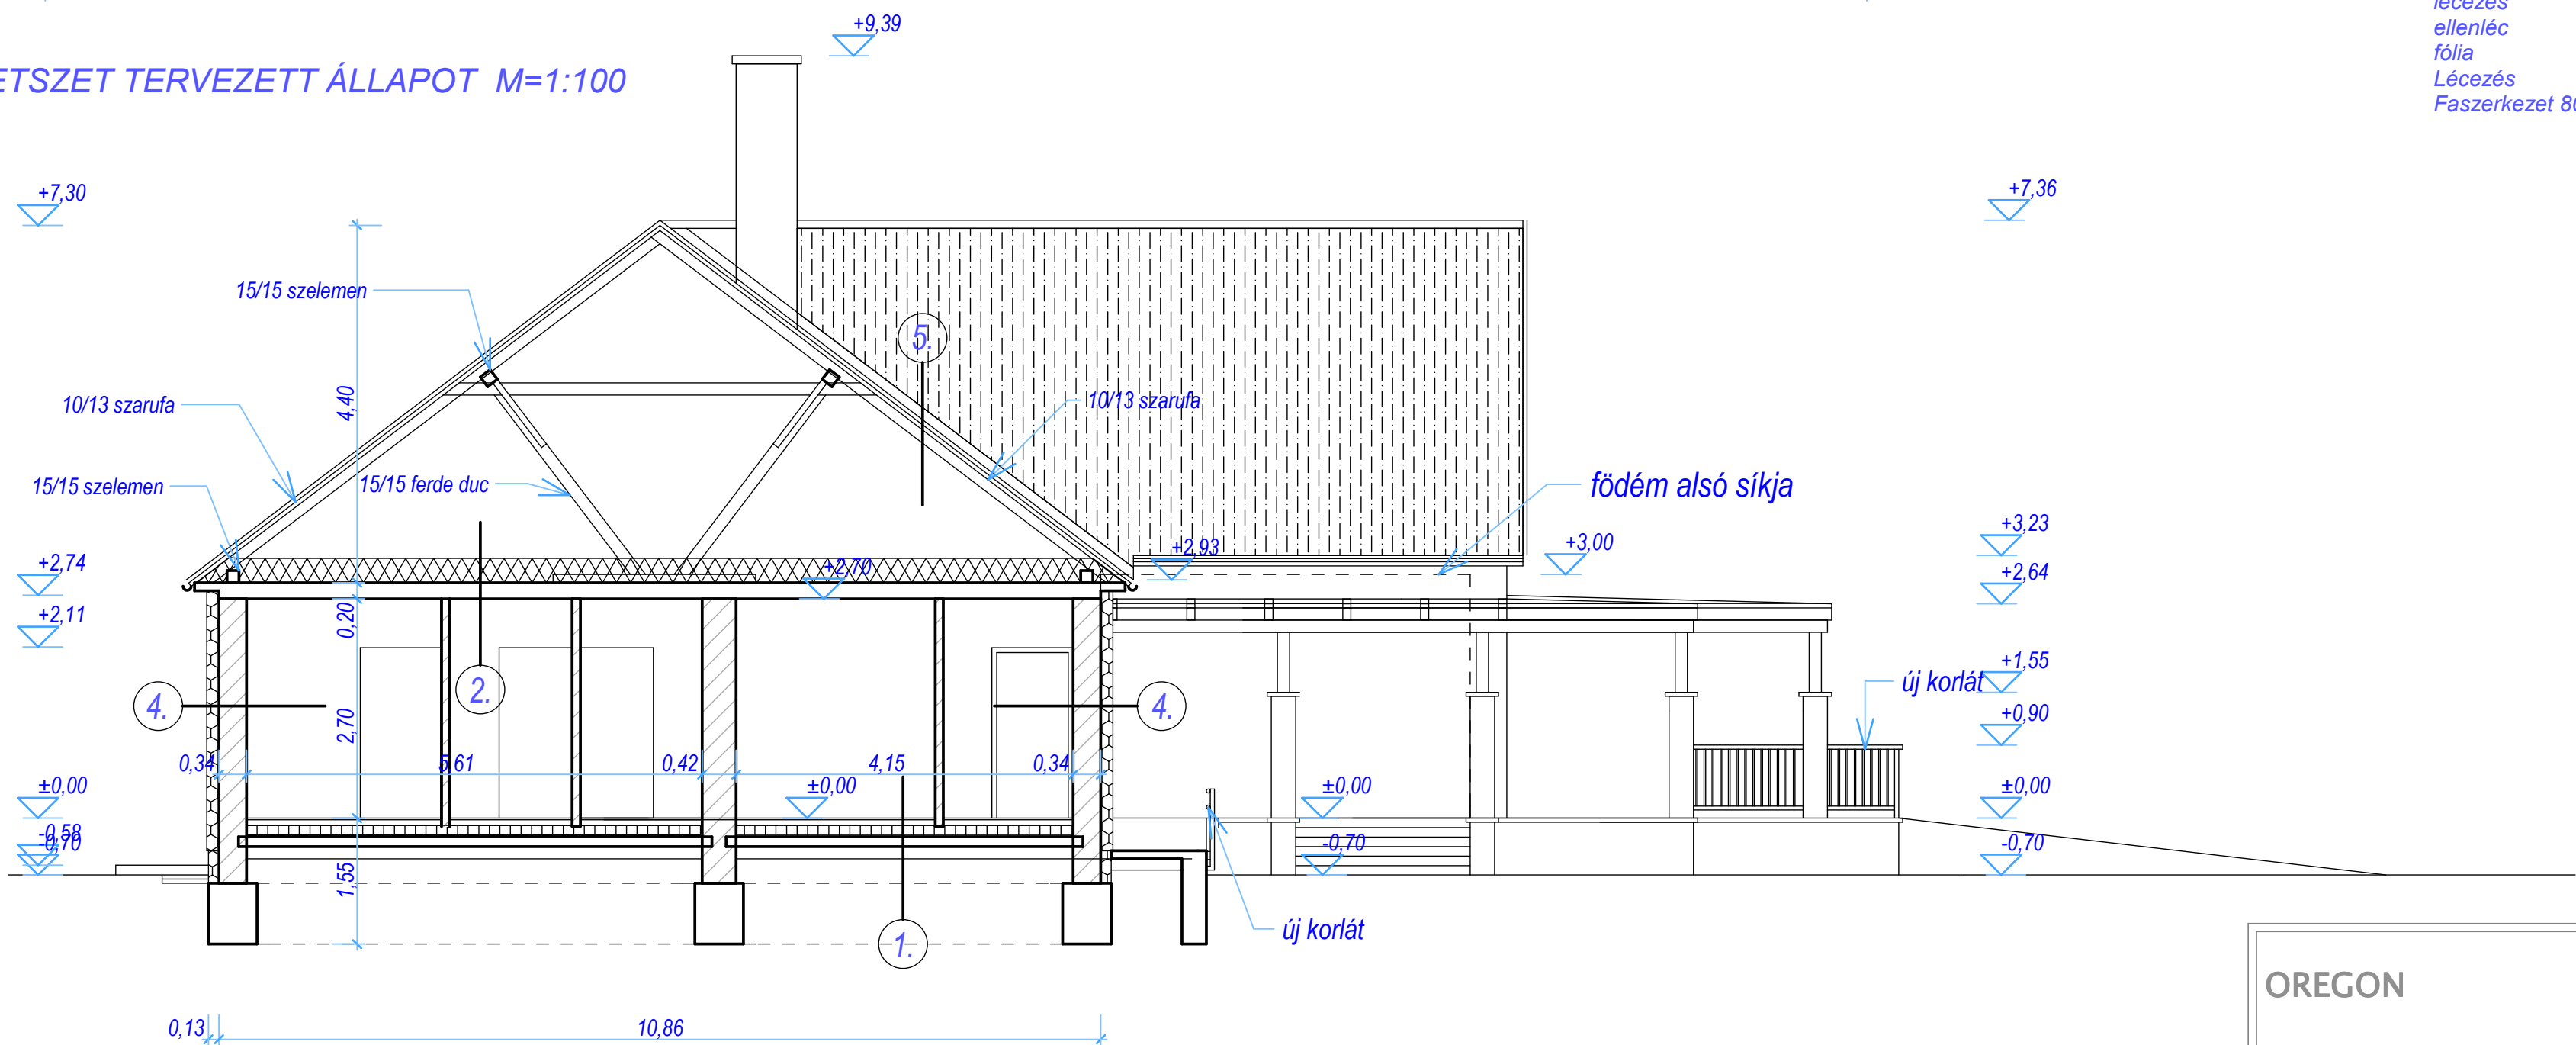 lécezés
ellenléc
fólia
Lécezés
Faszerkezet
+9,39
ETSZET TERVEZETT ÁLLAPOT M=1:100
+7,30
+7,36
15/15 szelemen
5.
4,40
10/13 szarufa
10/13 szarufa
15/15 szelemen
15/15 ferde duc
födém alsó síkja
+3,23
+3,00
+2,93
+2,74
+2,70
+2,64
+2,11
0,20
+1,55
új korlát
2.
4.
4.
+0,90
2,70
0,34
5,61
0,42
4,15
0,34
±0,00
±0,00
±0,00
±0,00
-0,58
-0,70
-0,70
-0,70
1,55
új korlát
1.
OREGON
0,13
10,86